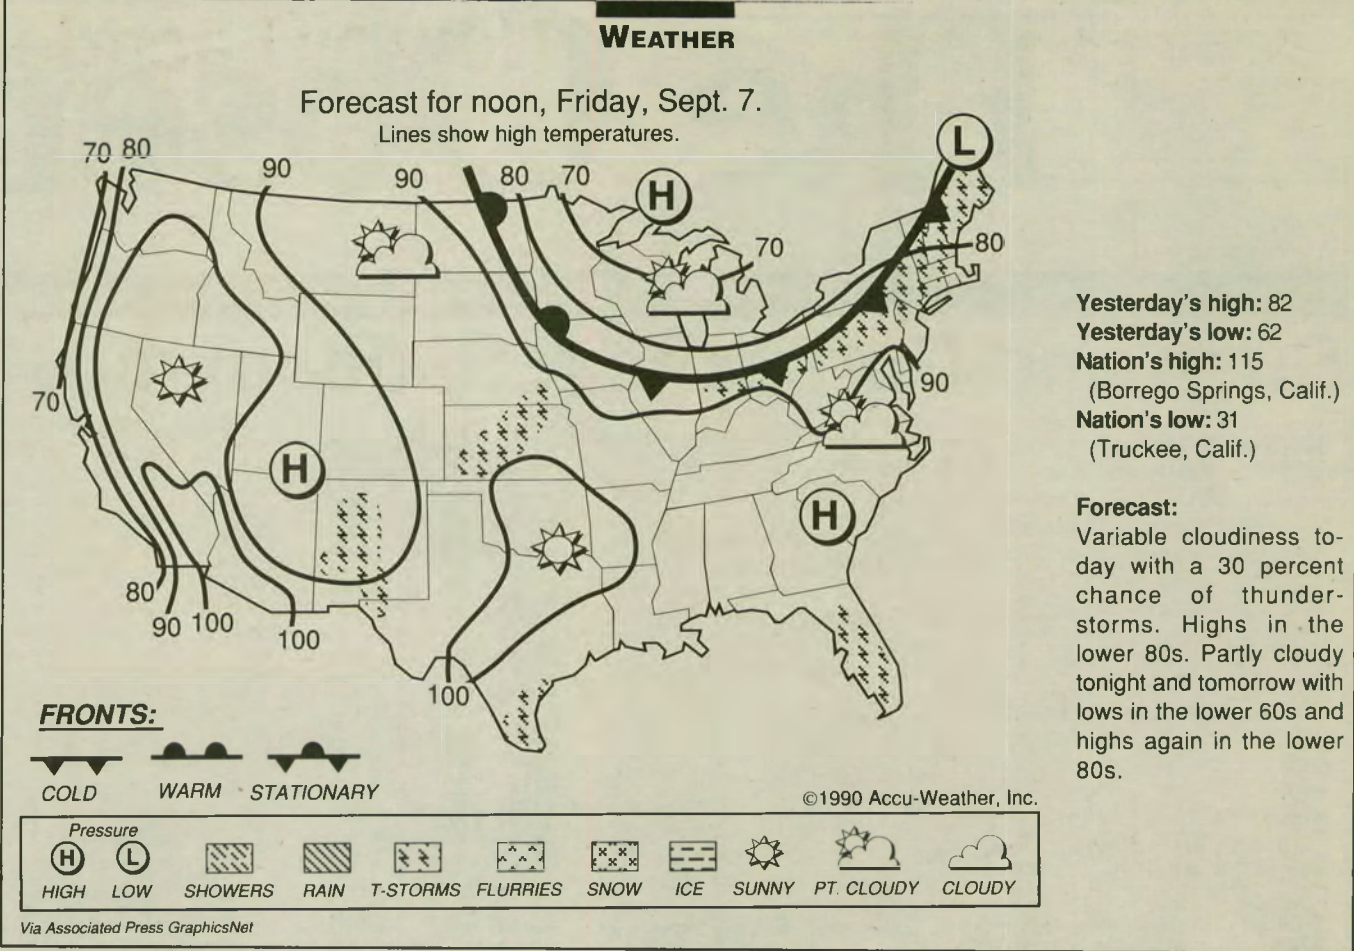 WEATHER
Forecast for noon, Friday, Sept. 7.
Lines show high temperatures.
70 80
90
90
80
70
H
L
70
80
90
70
H
H
80
90
100
100
100
Yesterday's high: 82
Yesterday's low: 62
Nation's high: 115
(Borrego Springs, Calif.)
Nation's low: 31
(Truckee, Calif.)
Forecast:
Variable cloudiness to-
day with a 30 percent
chance of thunder-
storms. Highs in the
lower 80s. Partly cloudy
tonight and tomorrow with
lows in the lower 60s and
highs again in the lower
80s.
FRONTS:
COLD WARM STATIONARY
©1990 Accu-Weather, Inc.
Pressure
H L
HIGH LOW SHOWERS RAIN T-STORMS FLURRIES SNOW ICE SUNNY PT. CLOUDY CLOUDY
Via Associated Press GraphicsNet